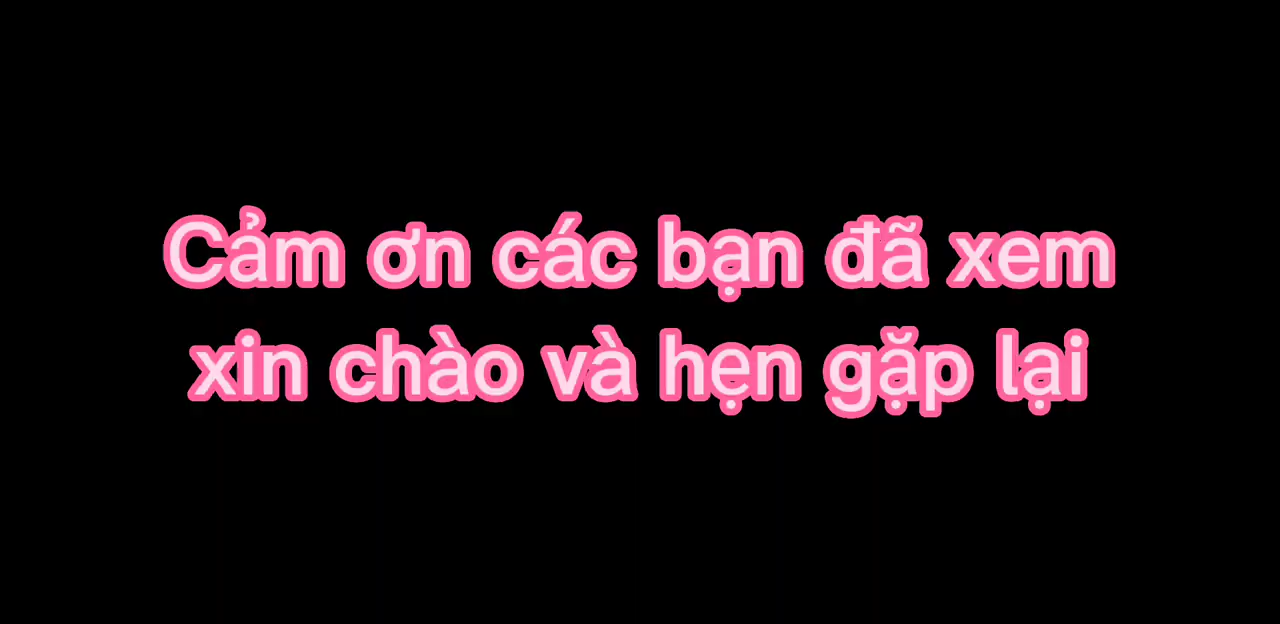 Cảm ơn các bạn đã xem
xin chào và hẹn gặp lại